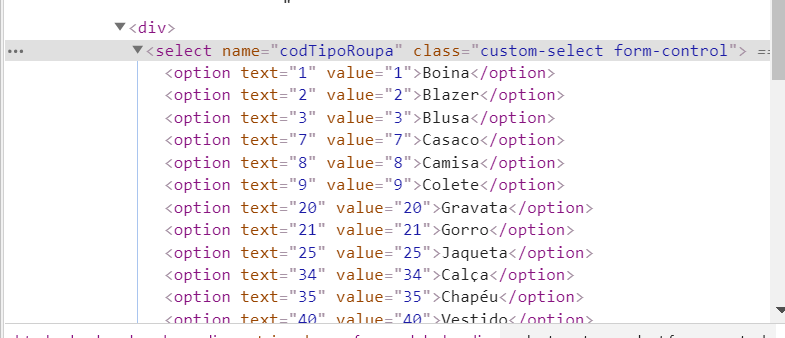 <div>
<select name="codTipoRoupa" class="custom-select form-control"> ==
<option text="1" value="1">Boina</option>
<option text="2" value="2">Blazer</option>
<option text="3" value="3">Blusa</option>
<option text="7" value="7">Casaco</option>
<option text="8" value="8">Camisa</option>
<option text="9" value="9">Colete</option>
<option text="20" value="20">Gravata</option>
<option text="21" value="21">Gorro</option>
<option text="25" value="25">Jaqueta</option>
<option text="34" value="34">Calça</option>
<option text="35" value="35">Chapéu</option>
<option text="40" value="40">Vestido</option>